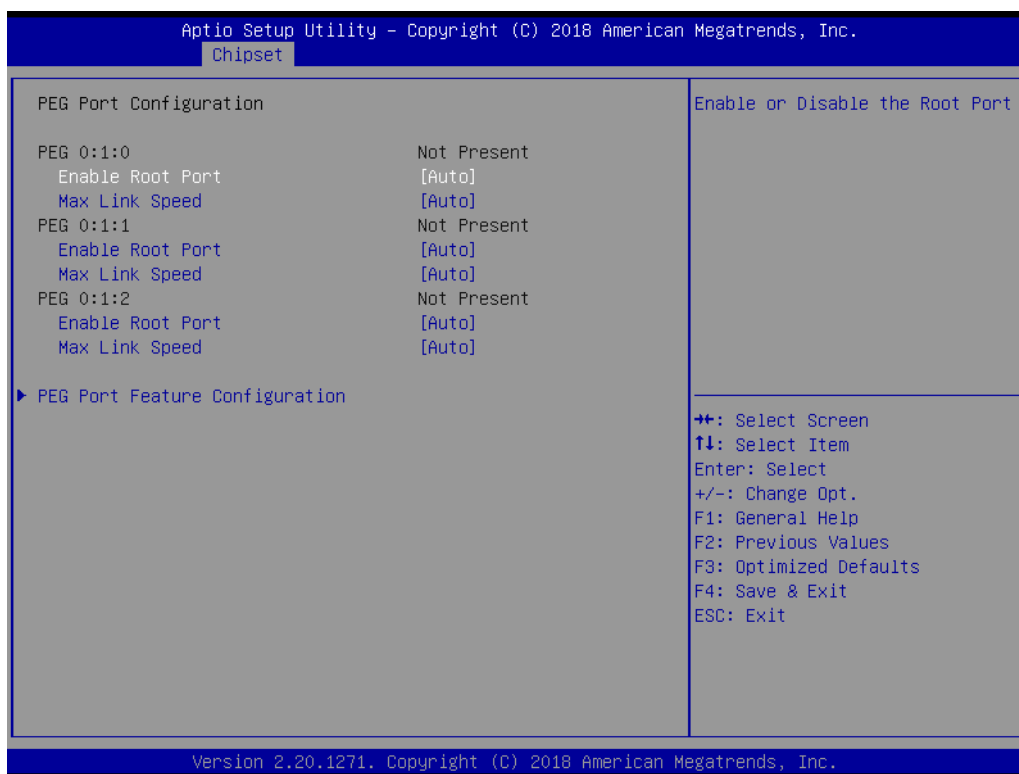 Aptio Setup Utility – Copyright (C) 2018 American Megatrends, Inc.
Chipset
PEG Port Configuration
PEG 0:1:0 Not Present
Enable Root Port [Auto]
Max Link Speed [Auto]
PEG 0:1:1 Not Present
Enable Root Port [Auto]
Max Link Speed [Auto]
PEG 0:1:2 Not Present
Enable Root Port [Auto]
Max Link Speed [Auto]
PEG Port Feature Configuration
Enable or Disable the Root Port
→←: Select Screen
↑↓: Select Item
Enter: Select
+/-: Change Opt.
F1: General Help
F2: Previous Values
F3: Optimized Defaults
F4: Save & Exit
ESC: Exit
Version 2.20.1271. Copyright (C) 2018 American Megatrends, Inc.